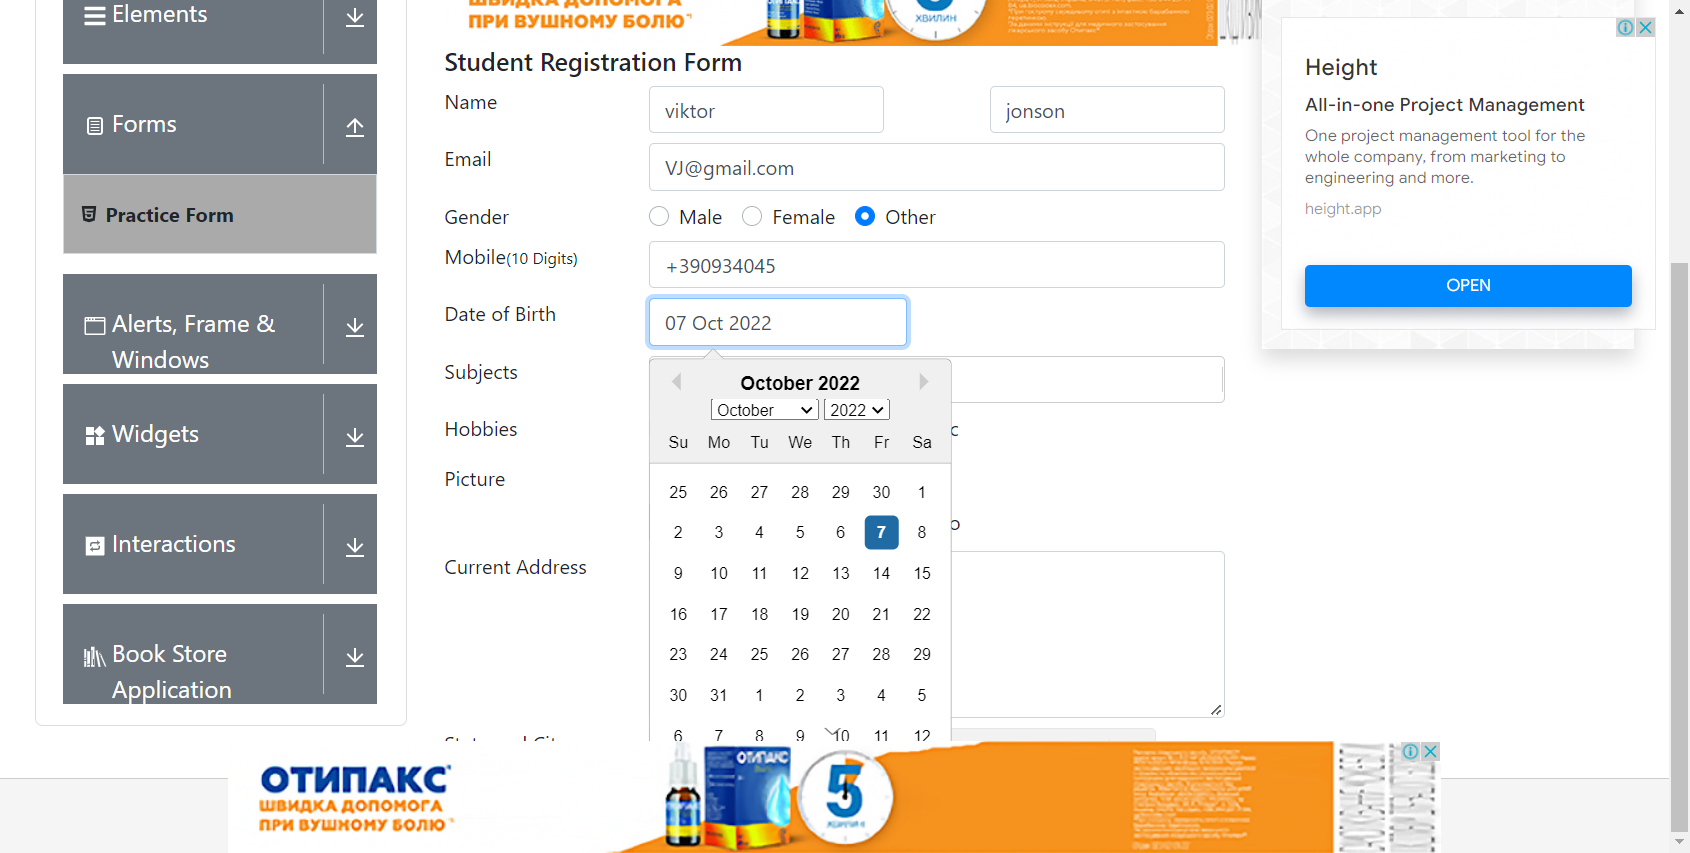 Elements
Forms
Practice Form
Alerts, Frame &
Windows
Widgets
Interactions
Book Store
Application
ШВИДКА ДОПОМОГА
ПРИ ВУШНОМУ БОЛЮ
5
ХВИЛИН
Student Registration Form
Name
viktor
jonson
Email
VJ@gmail.com
Gender
Male
Female
Other
Mobile(10 Digits)
+390934045
Date of Birth
07 Oct 2022
Subjects
Hobbies
c
Picture
o
Current Address
October 2022
October
2022
Su Mo Tu We Th Fr Sa
25 26 27 28 29 30 1
2 3 4 5 6 7 8
9 10 11 12 13 14 15
16 17 18 19 20 21 22
23 24 25 26 27 28 29
30 31 1 2 3 4 5
6 7 8 9 10 11 12
Height
All-in-one Project Management
One project management tool for the
whole company, from marketing to
engineering and more.
height.app
OPEN
ОТИПАКС
ШВИДКА ДОПОМОГА
ПРИ ВУШНОМУ БОЛЮ
ОТИПАКС
5
ХВИЛИН